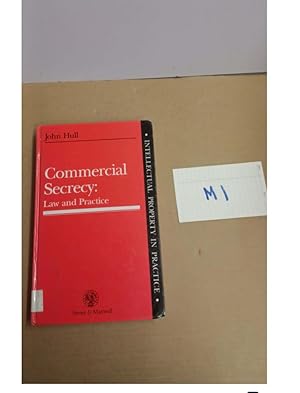 John Hull
Commercial
Secrecy:
Law and Practice
Sweet & Maxwell
• INTELLECTUAL PROPERTY IN PRACTICE •
M1